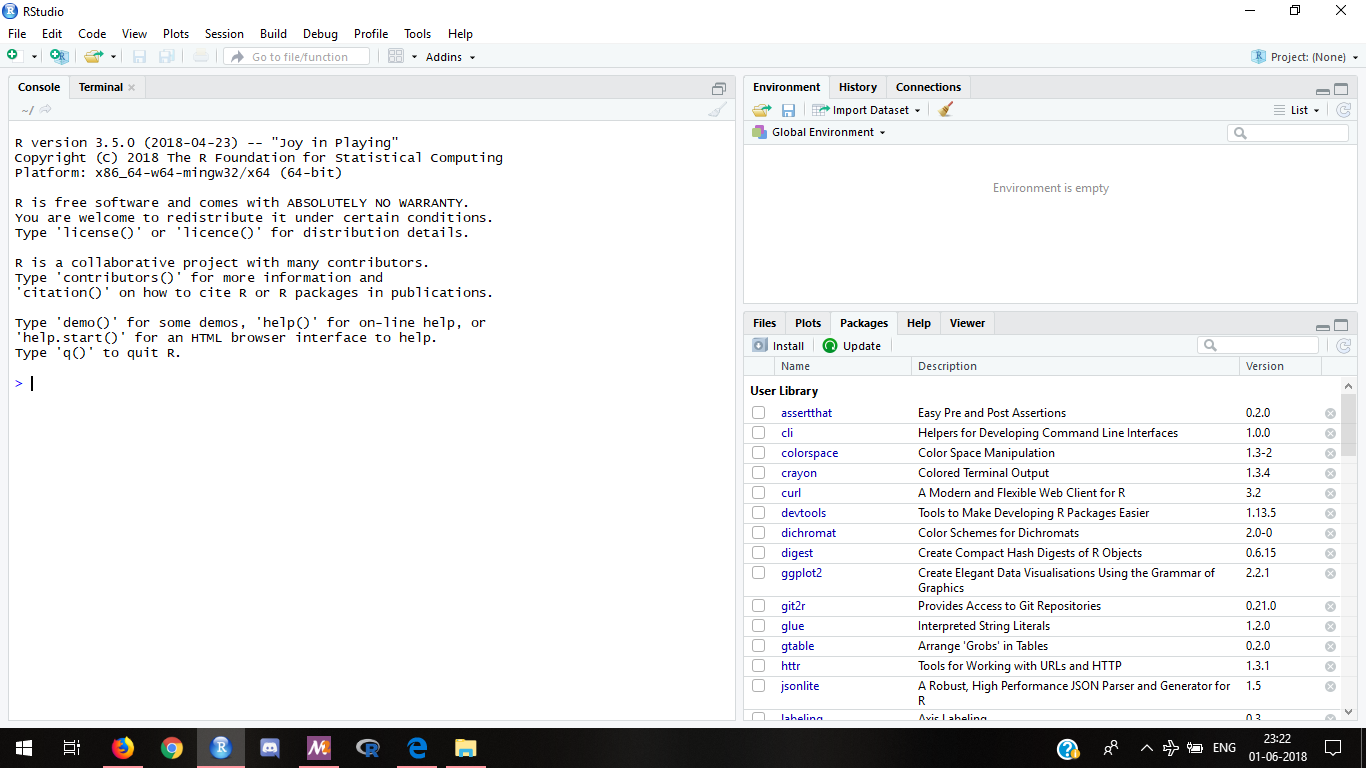 RStudio
File Edit Code View Plots Session Build Debug Profile Tools Help
Go to file/function Addins Project: (None)
Console Terminal
~/
R version 3.5.0 (2018-04-23) -- "Joy in Playing"
Copyright (C) 2018 The R Foundation for Statistical Computing
Platform: x86_64-w64-mingw32/x64 (64-bit)
R is free software and comes with ABSOLUTELY NO WARRANTY.
You are welcome to redistribute it under certain conditions.
Type 'license()' or 'licence()' for distribution details.
R is a collaborative project with many contributors.
Type 'contributors()' for more information and
'citation()' on how to cite R or R packages in publications.
Type 'demo()' for some demos, 'help()' for on-line help, or
'help.start()' for an HTML browser interface to help.
Type 'q()' to quit R.
>
Environment History Connections
Import Dataset List
Global Environment
Environment is empty
Files Plots Packages Help Viewer
Install Update
Name Description Version
User Library
assertthat Easy Pre and Post Assertions 0.2.0
cli Helpers for Developing Command Line Interfaces 1.0.0
colorspace Color Space Manipulation 1.3-2
crayon Colored Terminal Output 1.3.4
curl A Modern and Flexible Web Client for R 3.2
devtools Tools to Make Developing R Packages Easier 1.13.5
dichromat Color Schemes for Dichromats 2.0-0
digest Create Compact Hash Digests of R Objects 0.6.15
ggplot2 Create Elegant Data Visualisations Using the Grammar of 2.2.1
Graphics
git2r Provides Access to Git Repositories 0.21.0
glue Interpreted String Literals 1.2.0
gtable Arrange 'Grobs' in Tables 0.2.0
httr Tools for Working with URLs and HTTP 1.3.1
jsonlite A Robust, High Performance JSON Parser and Generator for 1.5
R
labeling Axis Labeling 0.3
ENG 23:22
01-06-2018